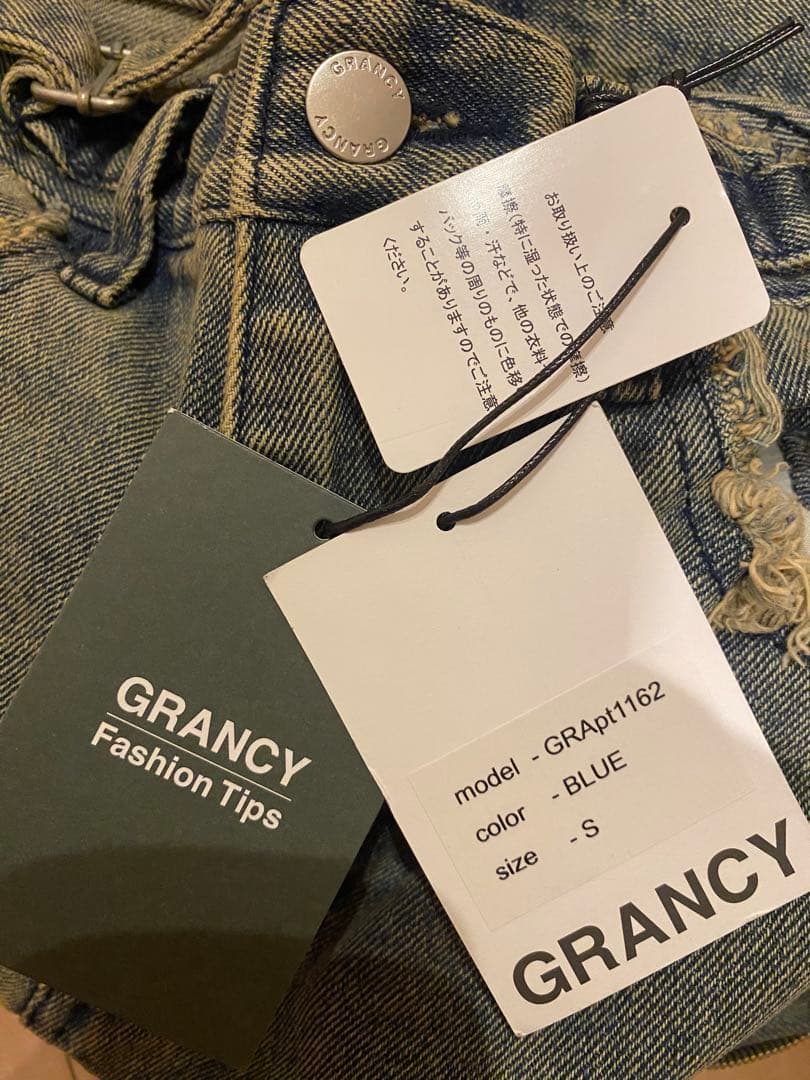 GRANCY
GRANCY
お取り扱い上のご注意
摩擦(特に湿った状態での摩擦)
・汗などで、他の衣料
バック等の周りのものに色移
することがありますのでご注意
ください。
GRANCY
Fashion Tips
model - GRApt1162
color - BLUE
size - S
GRANCY